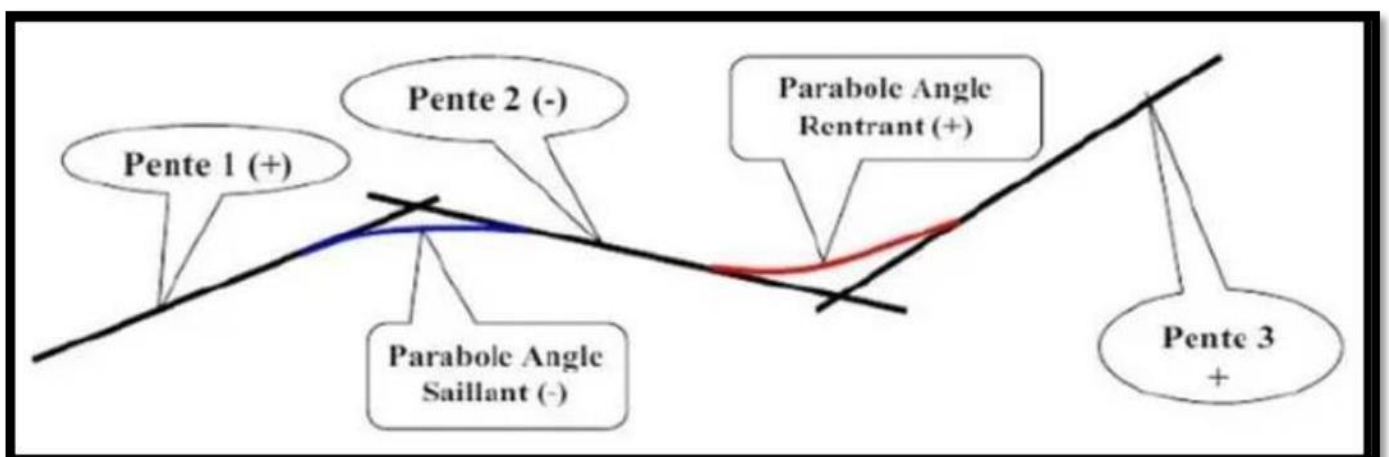 Pente 1 (+)
Pente 2 (-)
Parabole Angle
Rentrant (+)
Parabole Angle
Saillant (-)
Pente 3
+